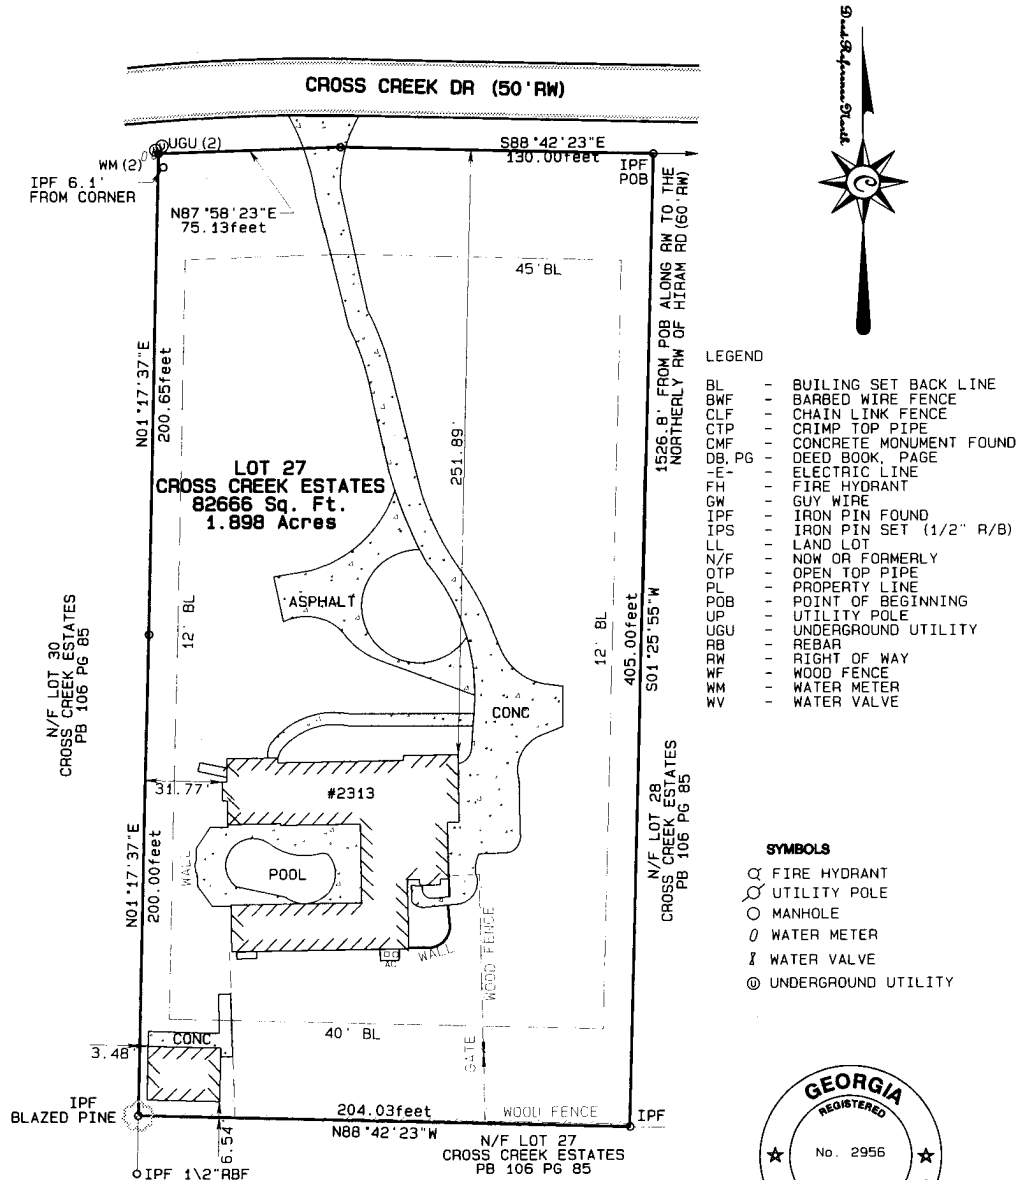 Deed Reference North
CROSS CREEK DR (50'RW)
UGU (2)
WM (2)
IPF 6.1'
FROM CORNER
S88°42'23"E
130.00feet
IPF
POB
N87°58'23"E
75.13feet
45' BL
1526.8' FROM POB ALONG RW TO THE
NORTHERLY RW OF HIRAM RD (60'RW)
N01°17'37"E
200.65feet
251.89'
LOT 27
CROSS CREEK ESTATES
82666 Sq. Ft.
1.898 Acres
LEGEND
BL - BUILING SET BACK LINE
BWF - BARBED WIRE FENCE
CLF - CHAIN LINK FENCE
CTP - CRIMP TOP PIPE
CMF - CONCRETE MONUMENT FOUND
DB, PG - DEED BOOK, PAGE
-E- - ELECTRIC LINE
FH - FIRE HYDRANT
GW - GUY WIRE
IPF - IRON PIN FOUND
IPS - IRON PIN SET (1/2" R/B)
LL - LAND LOT
N/F - NOW OR FORMERLY
OTP - OPEN TOP PIPE
PL - PROPERTY LINE
POB - POINT OF BEGINNING
UP - UTILITY POLE
UGU - UNDERGROUND UTILITY
RB - REBAR
RW - RIGHT OF WAY
WF - WOOD FENCE
WM - WATER METER
WV - WATER VALVE
ASPHALT
12' BL
12' BL
405.00feet
S01°25'55"W
N/F LOT 30
CROSS CREEK ESTATES
PB 106 PG 85
CONC
31.77'
#2313
N/F LOT 28
CROSS CREEK ESTATES
PB 106 PG 85
N01°17'37"E
200.00feet
WALL
POOL
WALL
AC
WOOD FENCE
SYMBOLS
FIRE HYDRANT
UTILITY POLE
MANHOLE
WATER METER
WATER VALVE
UNDERGROUND UTILITY
40' BL
CONC
3.48'
GATE
IPF
BLAZED PINE
204.03feet
N88°42'23"W
WOOD FENCE
IPF
6.54'
N/F LOT 27
CROSS CREEK ESTATES
PB 106 PG 85
IPF 1\2"RBF
GEORGIA
REGISTERED
No. 2956